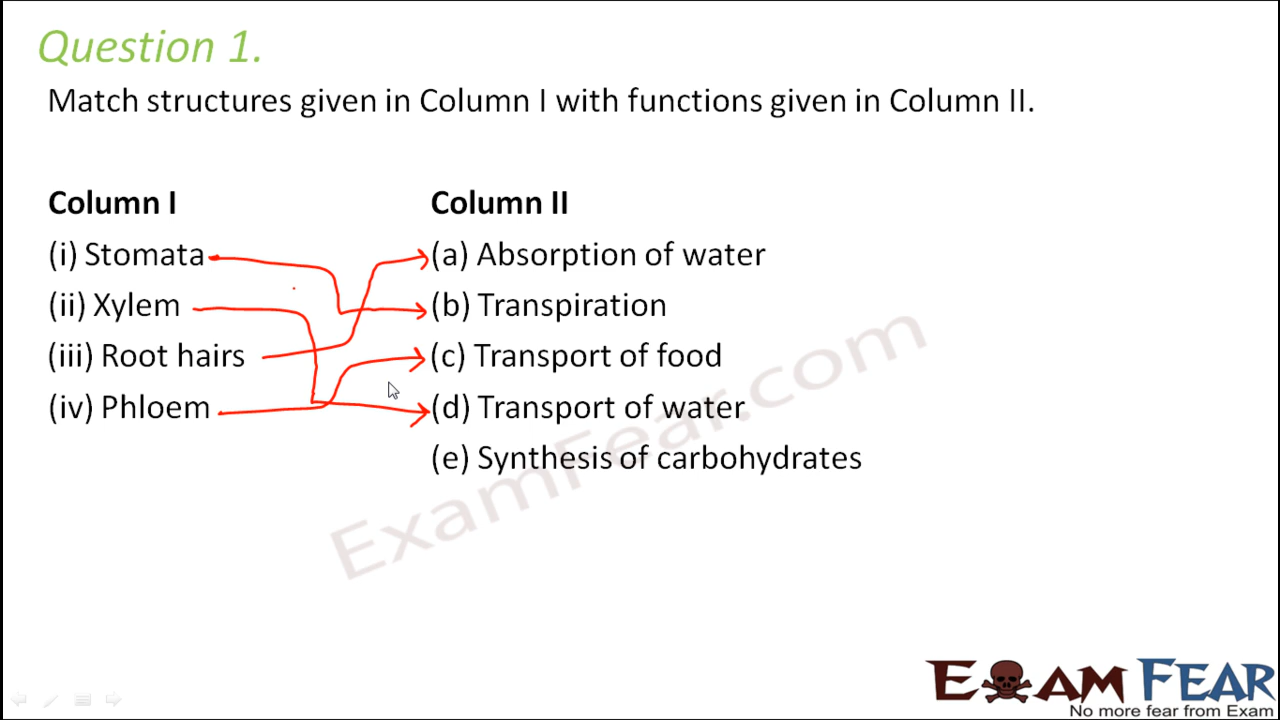 Question 1.
Match structures given in Column I with functions given in Column II.
Column I Column II
(i) Stomata (a) Absorption of water
(ii) Xylem (b) Transpiration
(iii) Root hairs (c) Transport of food
(iv) Phloem (d) Transport of water
(e) Synthesis of carbohydrates
ExamFear.com
EXAM FEAR
No more fear from Exam